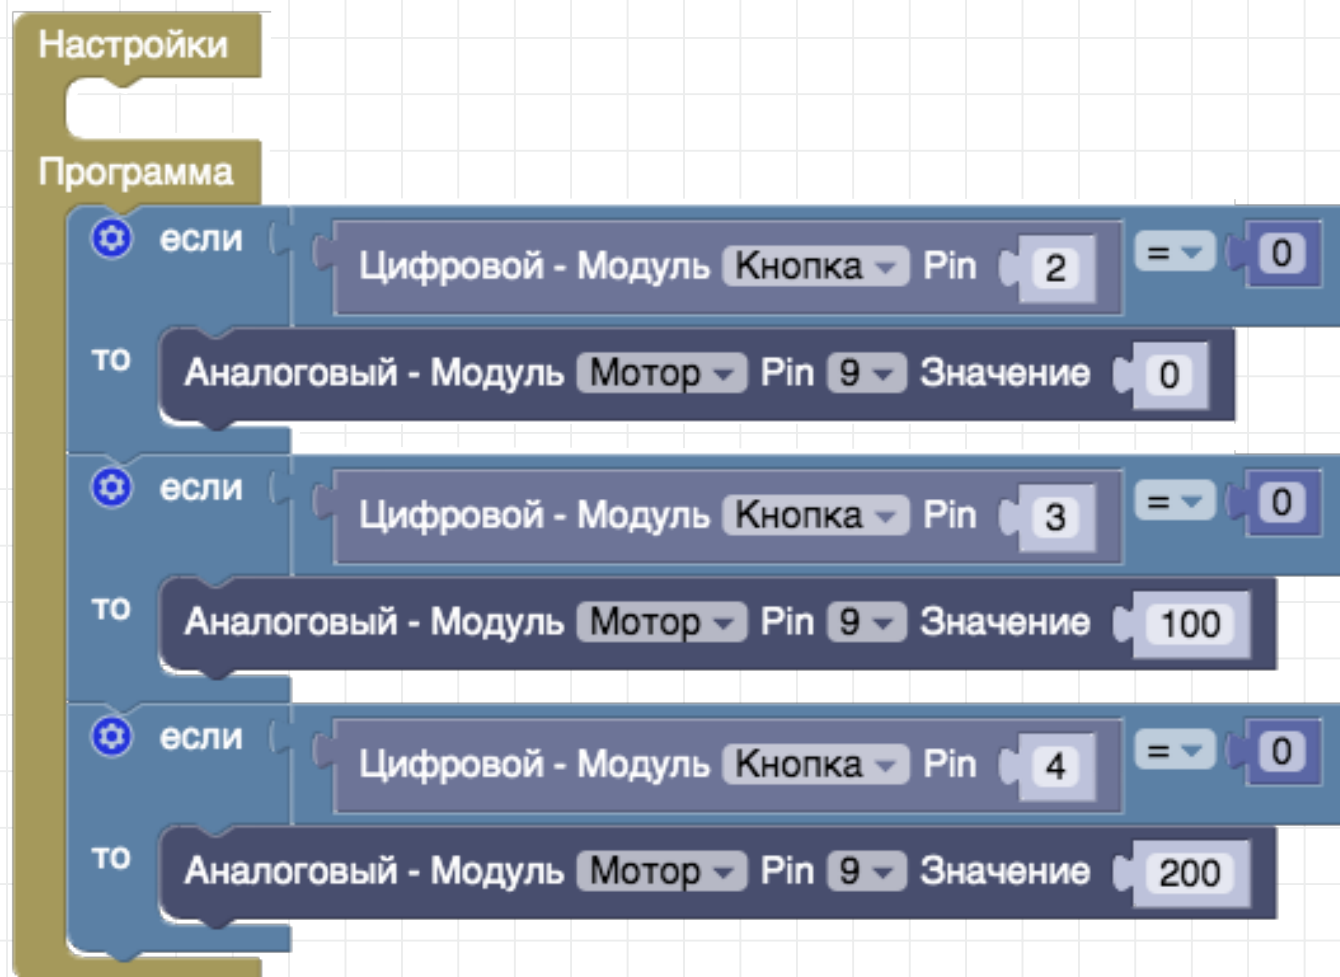 Настройки
Программа
если Цифровой - Модуль Кнопка Pin 2 = 0
то Аналоговый - Модуль Мотор Pin 9 Значение 0
если Цифровой - Модуль Кнопка Pin 3 = 0
то Аналоговый - Модуль Мотор Pin 9 Значение 100
если Цифровой - Модуль Кнопка Pin 4 = 0
то Аналоговый - Модуль Мотор Pin 9 Значение 200